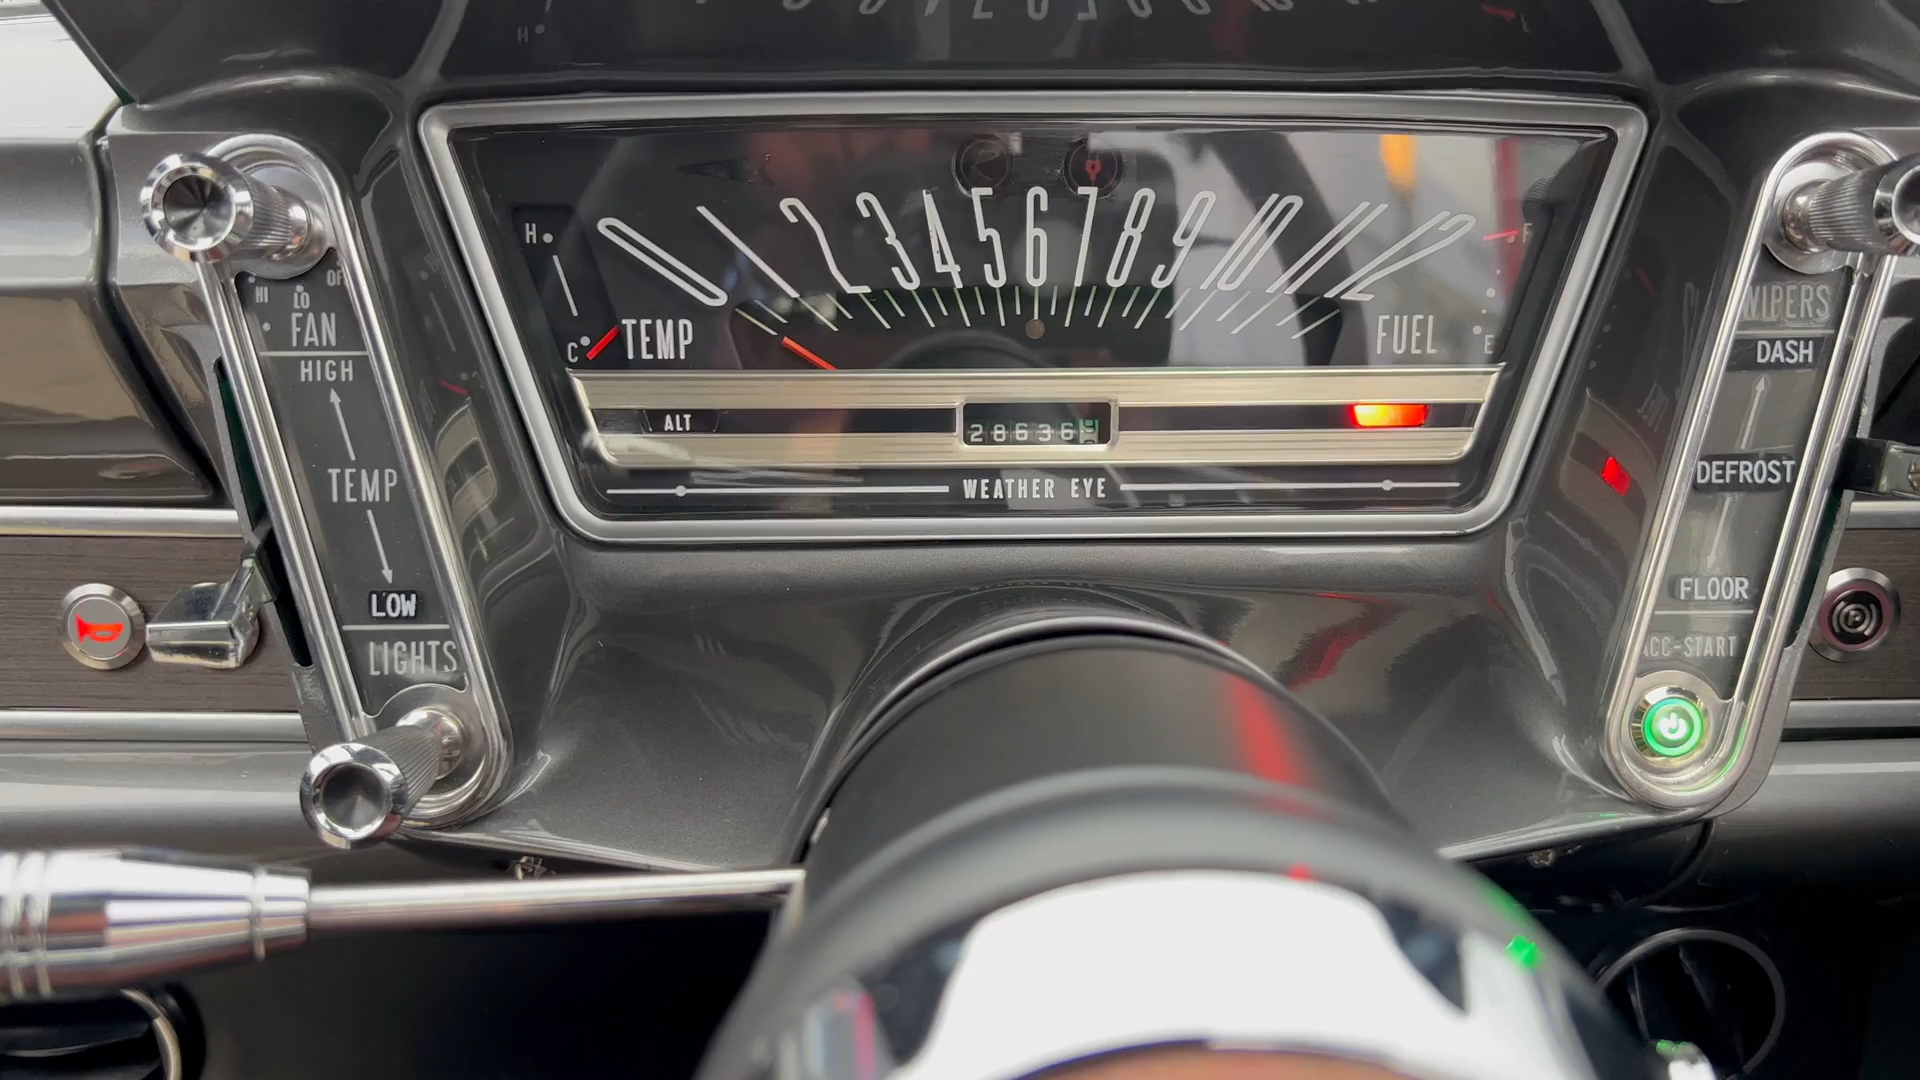 H
0 1 2 3 4 5 6 7 8 9 10 11 12
F
C
TEMP
FUEL
E
ALT
28636
WEATHER EYE
OFF
HI
LO
FAN
HIGH
TEMP
LOW
LIGHTS
WIPERS
DASH
DEFROST
FLOOR
ACC-START